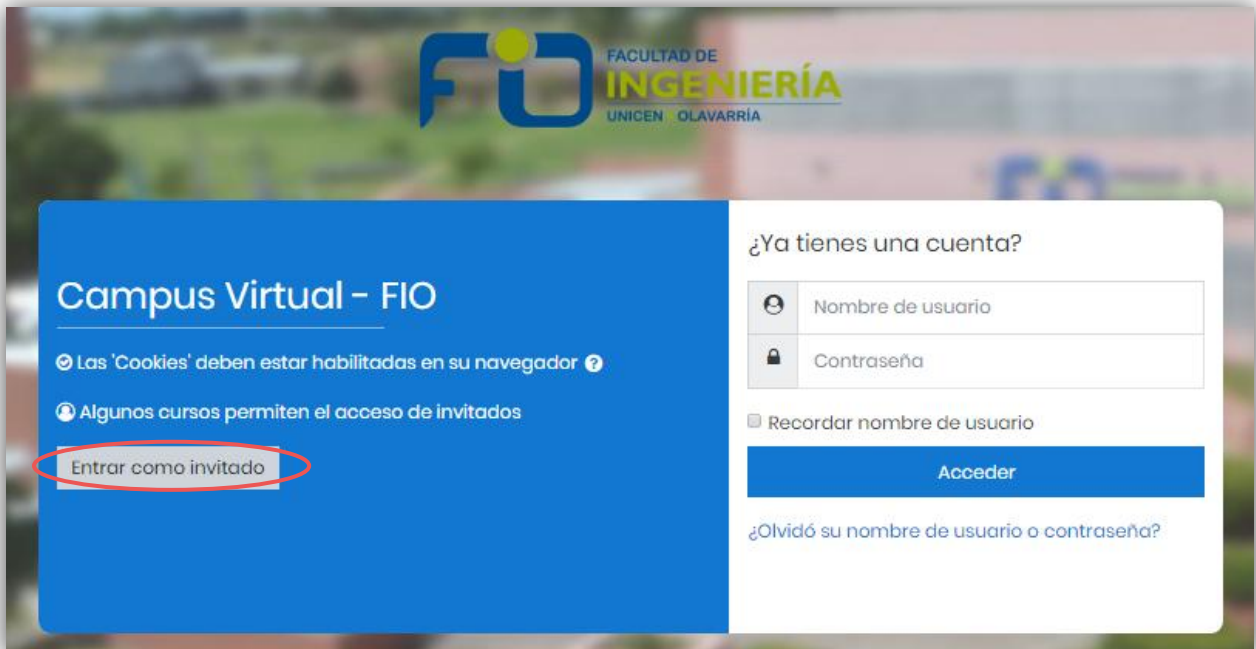 FACULTAD DE
INGENIERÍA
UNICEN OLAVARRÍA
Campus Virtual - FIO
Las 'Cookies' deben estar habilitadas en su navegador
Algunos cursos permiten el acceso de invitados
Entrar como invitado
¿Ya tienes una cuenta?
Nombre de usuario
Contraseña
Recordar nombre de usuario
Acceder
¿Olvidó su nombre de usuario o contraseña?